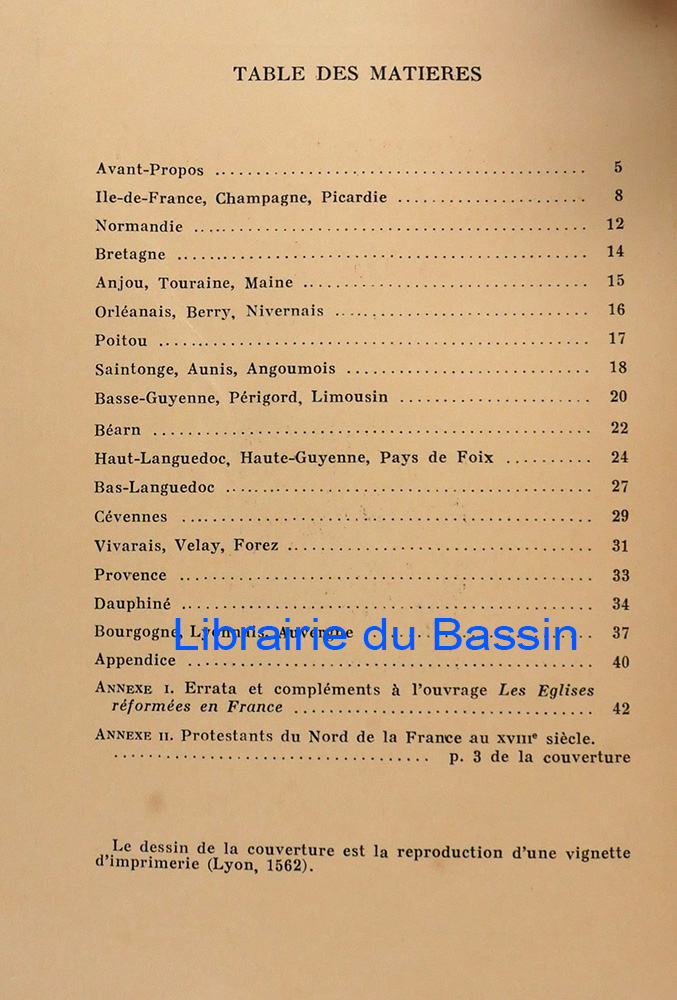 TABLE DES MATIERES
Avant-Propos ........................................ 5
Ile-de-France, Champagne, Picardie ........................ 8
Normandie ........................................ 12
Bretagne ........................................ 14
Anjou, Touraine, Maine ................................ 15
Orléanais, Berry, Nivernais ............................ 16
Poitou ........................................ 17
Saintonge, Aunis, Angoumois ............................ 18
Basse-Guyenne, Périgord, Limousin ........................ 20
Béarn ........................................ 22
Haut-Languedoc, Haute-Guyenne, Pays de Foix .......... 24
Bas-Languedoc ........................................ 27
Cévennes ........................................ 29
Vivarais, Velay, Forez ................................ 31
Provence ........................................ 33
Dauphiné ........................................ 34
Bourgogne, Lyonnais, Auvergne ........................ 37
Librairie du Bassin
Appendice ........................................ 40
ANNEXE I. Errata et compléments à l'ouvrage Les Eglises
réformées en France ................................ 42
ANNEXE II. Protestants du Nord de la France au XVIIIe siècle.
................................ p. 3 de la couverture
Le dessin de la couverture est la reproduction d'une vignette
d'imprimerie (Lyon, 1562).